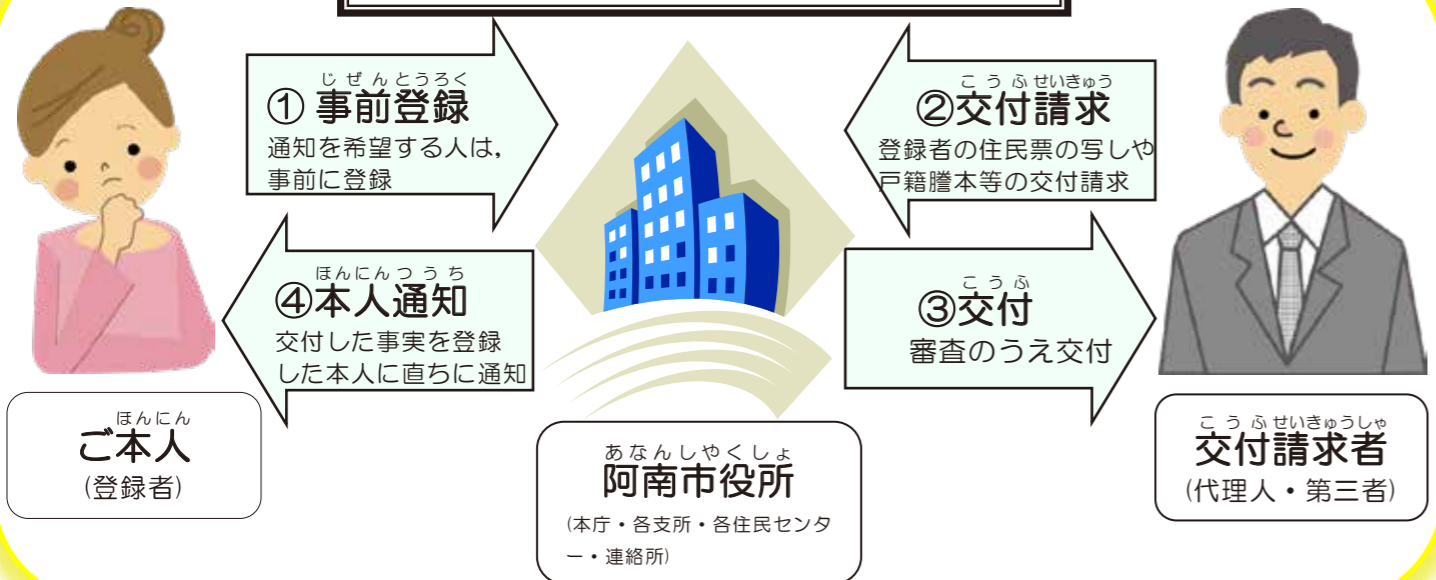 じぜんとうろく
① 事前登録
通知を希望する人は，
事前に登録
こうふせいきゅう
②交付請求
登録者の住民票の写しや
戸籍謄本等の交付請求
こうふ
③交付
審査のうえ交付
ほんにんつうち
④本人通知
交付した事実を登録
した本人に直ちに通知
ほんにん
ご本人
(登録者)
あなんしやくしょ
阿南市役所
(本庁・各支所・各住民センタ
ー・連絡所)
こうふせいきゅうしゃ
交付請求者
(代理人・第三者)